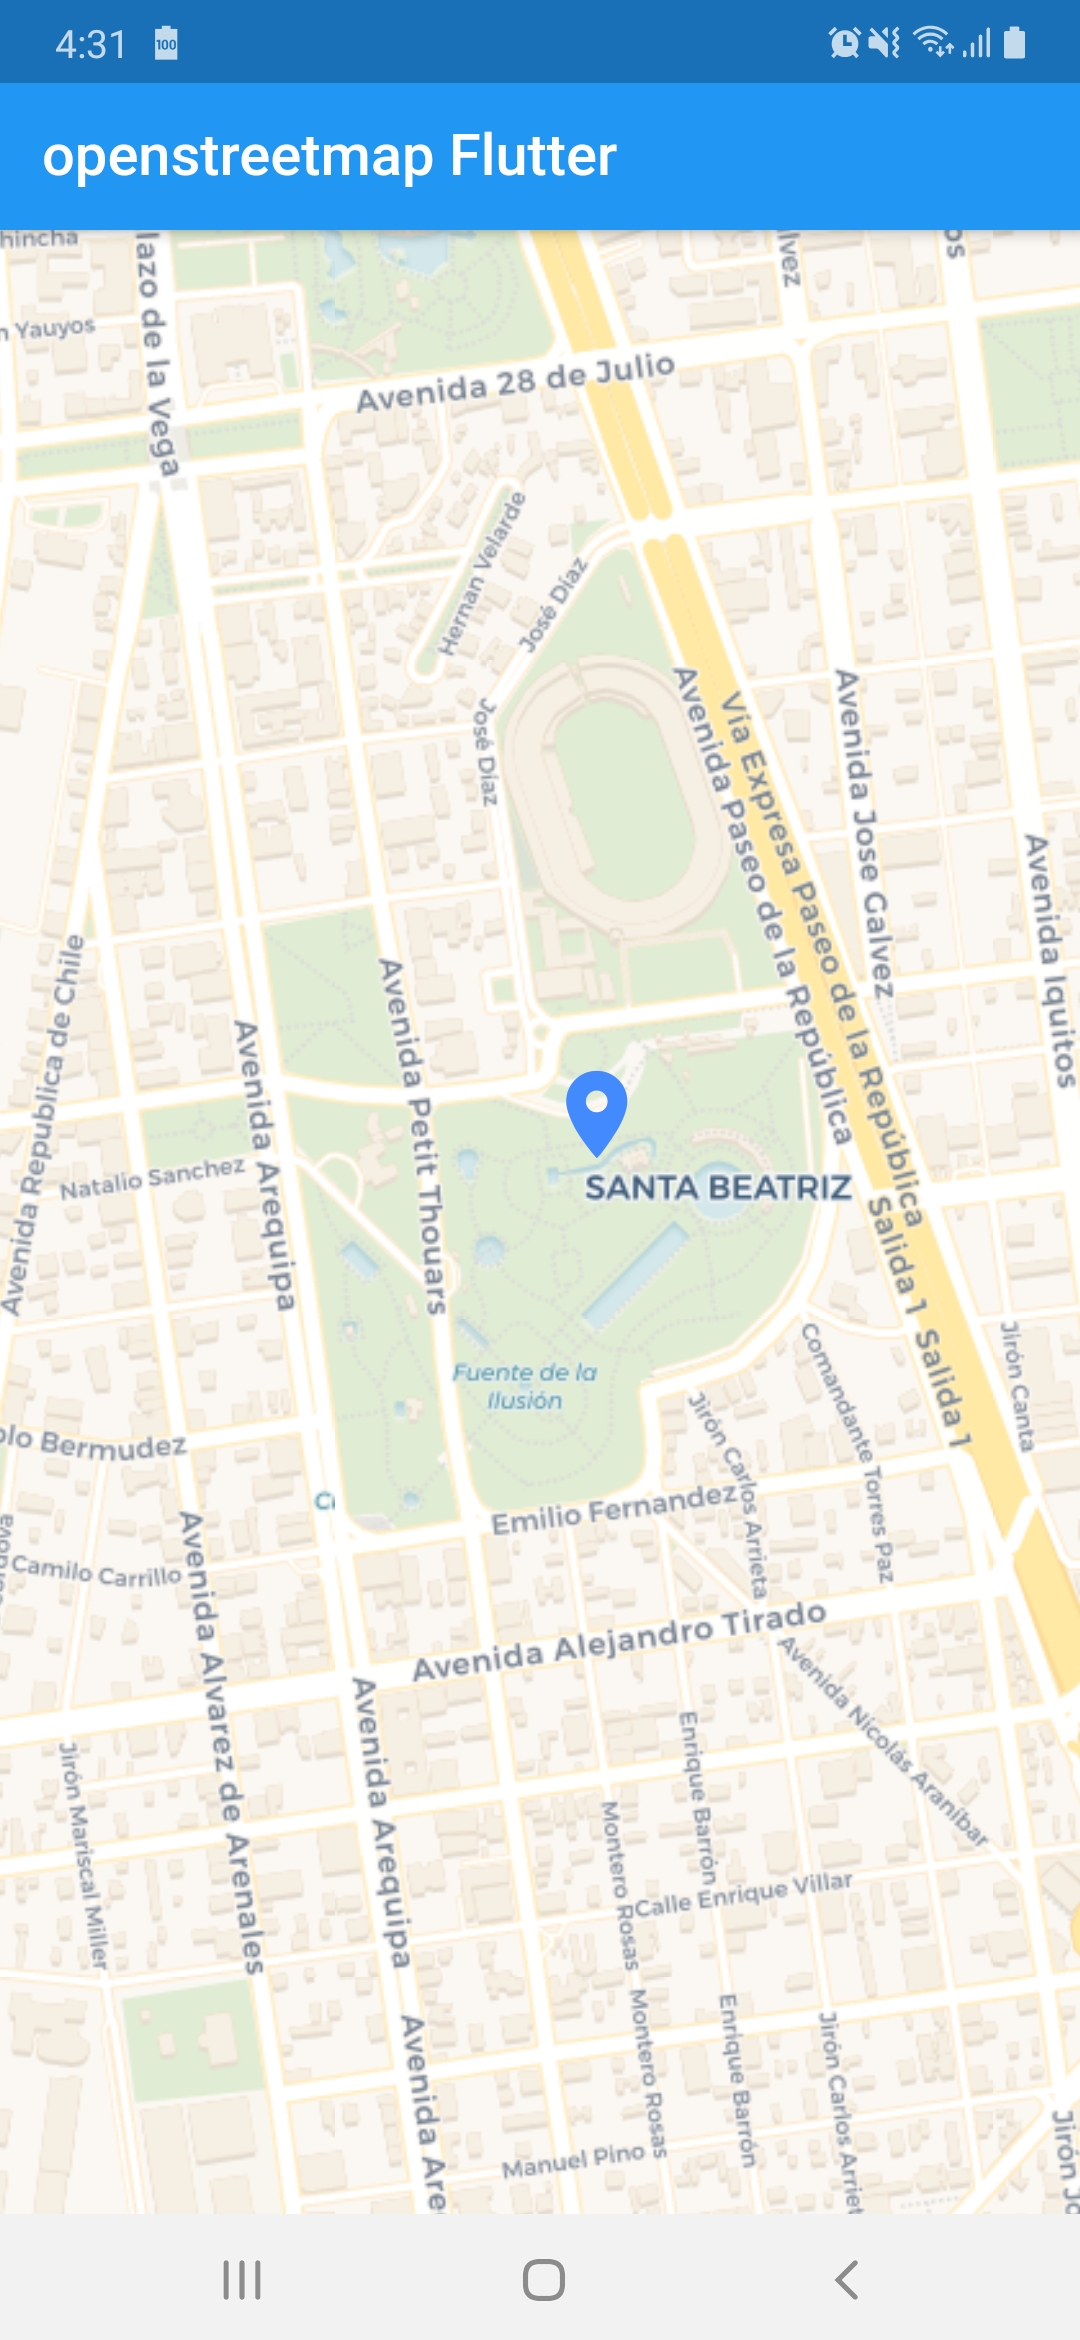 4:31
100
openstreetmap Flutter
hincha
lazo de la Vega
n Yauyos
lvez
os
Avenida 28 de Julio
Hernan Velarde
José Díaz
José Díaz
Avenida Paseo de la República
Vía Expresa Paseo de la República
Avenida Jose Galvez
Avenida Iquitos
Avenida Republica de Chile
Avenida Petit Thouars
Avenida Arequipa
Natalio Sanchez
SANTA BEATRIZ
Salida 1
Salida 1
Jirón Canta
Comandante Torres Paz
Fuente de la
Ilusión
Jirón Carlos Arrieta
olo Bermudez
Emilio Fernandez
Camilo Carrillo
Avenida Alvarez de Arenales
Avenida Alejandro Tirado
Avenida Nicolás Araníbar
Avenida Arequipa
Enrique Barrón
Jirón Mariscal Miller
Montero Rosas
Calle Enrique Villar
Montero Rosas
Enrique Barrón
Jirón Carlos Arriet
Avenida Are
Manuel Pino
Jirón Jo